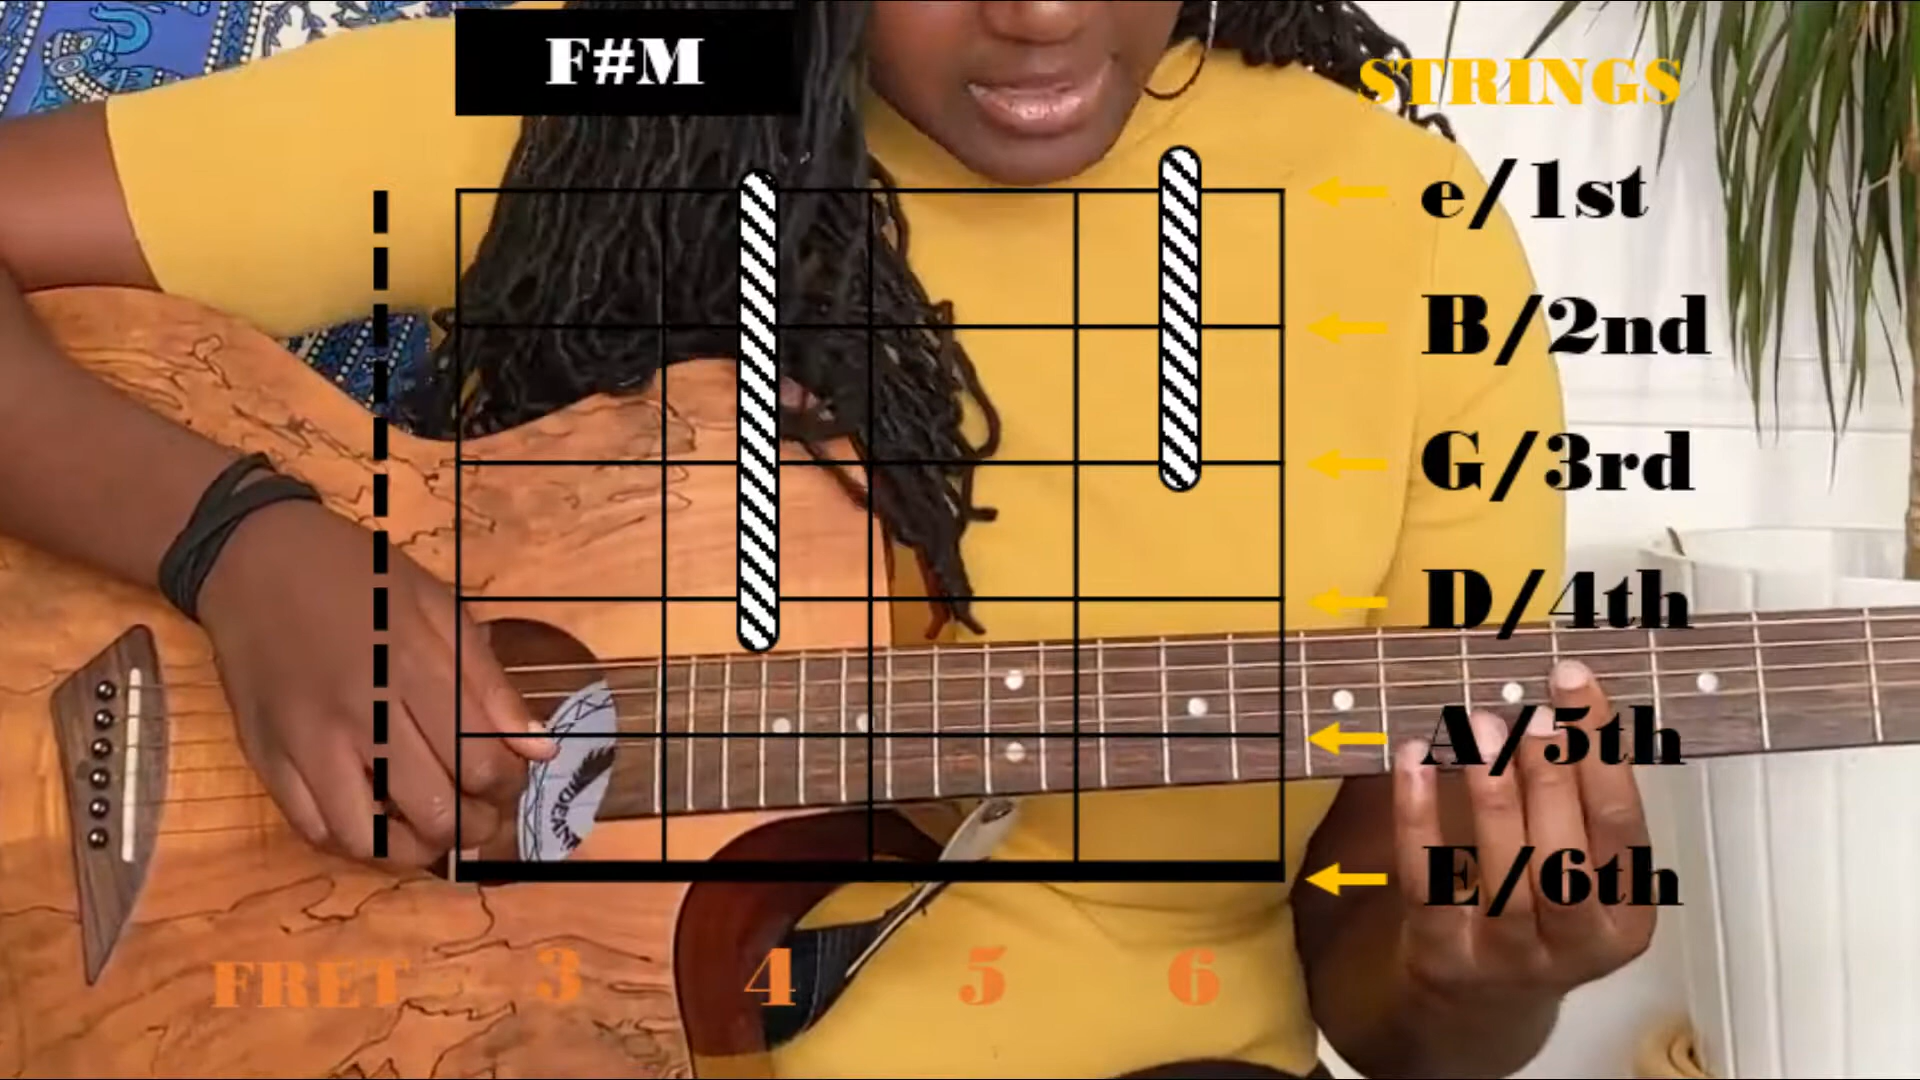 F#M
STRINGS
e/1st
B/2nd
G/3rd
D/4th
A/5th
E/6th
FRET 3 4 5 6